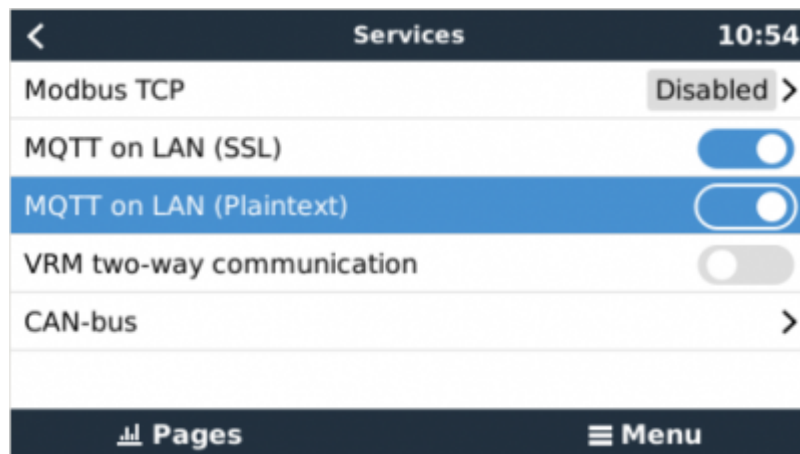 Services 10:54
Modbus TCP Disabled
MQTT on LAN (SSL)
MQTT on LAN (Plaintext)
VRM two-way communication
CAN-bus
Pages Menu